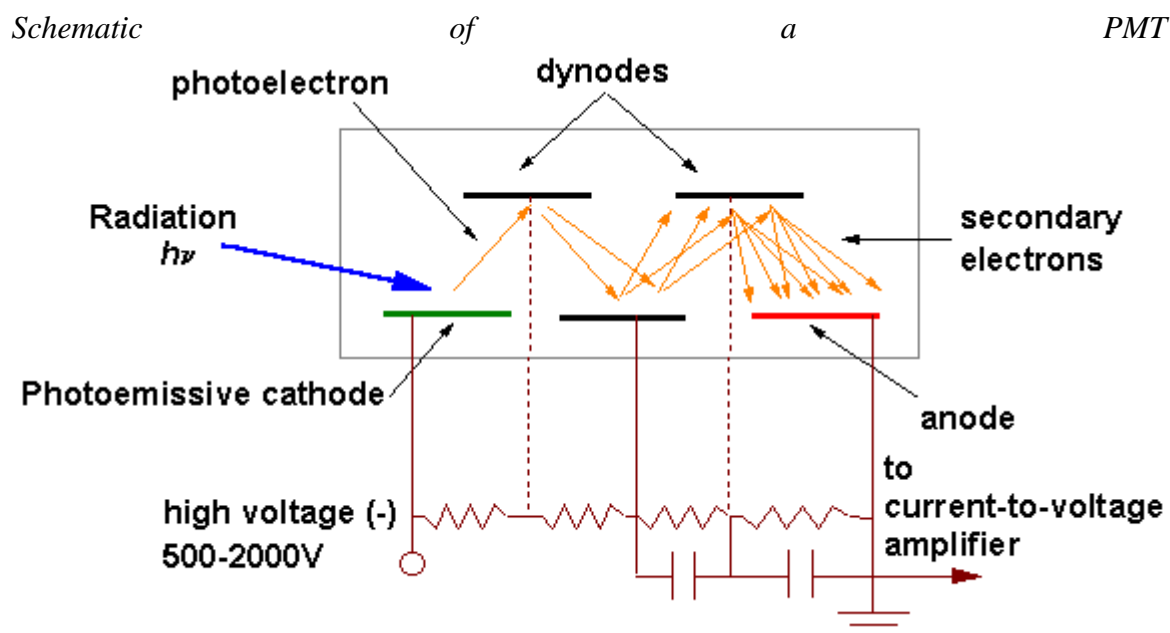 Schematic of a PMT
dynodes
photoelectron
Radiation
hν
secondary
electrons
Photoemissive cathode
anode
to
current-to-voltage
amplifier
high voltage (-)
500-2000V